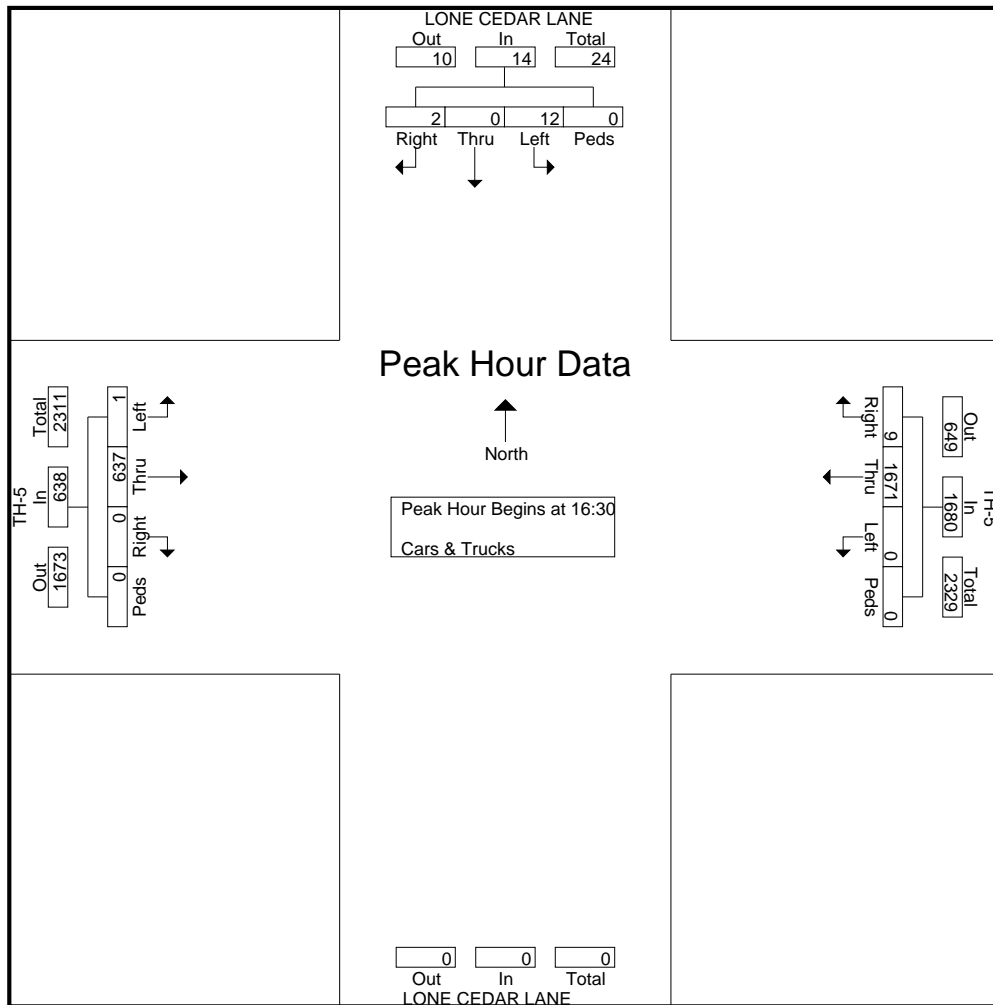 LONE CEDAR LANE
Out In Total
10 14 24
2 0 12 0
Right Thru Left Peds
Peak Hour Data
North
Peak Hour Begins at 16:30
Cars & Trucks
TH-5
Total In Out
2311 638 1673
1 637 0 0
Left Thru Right Peds
Right Thru Left Peds
9 1671 0 0
649 1680 2329
Out In Total
TH-5
0 0 0
Out In Total
LONE CEDAR LANE